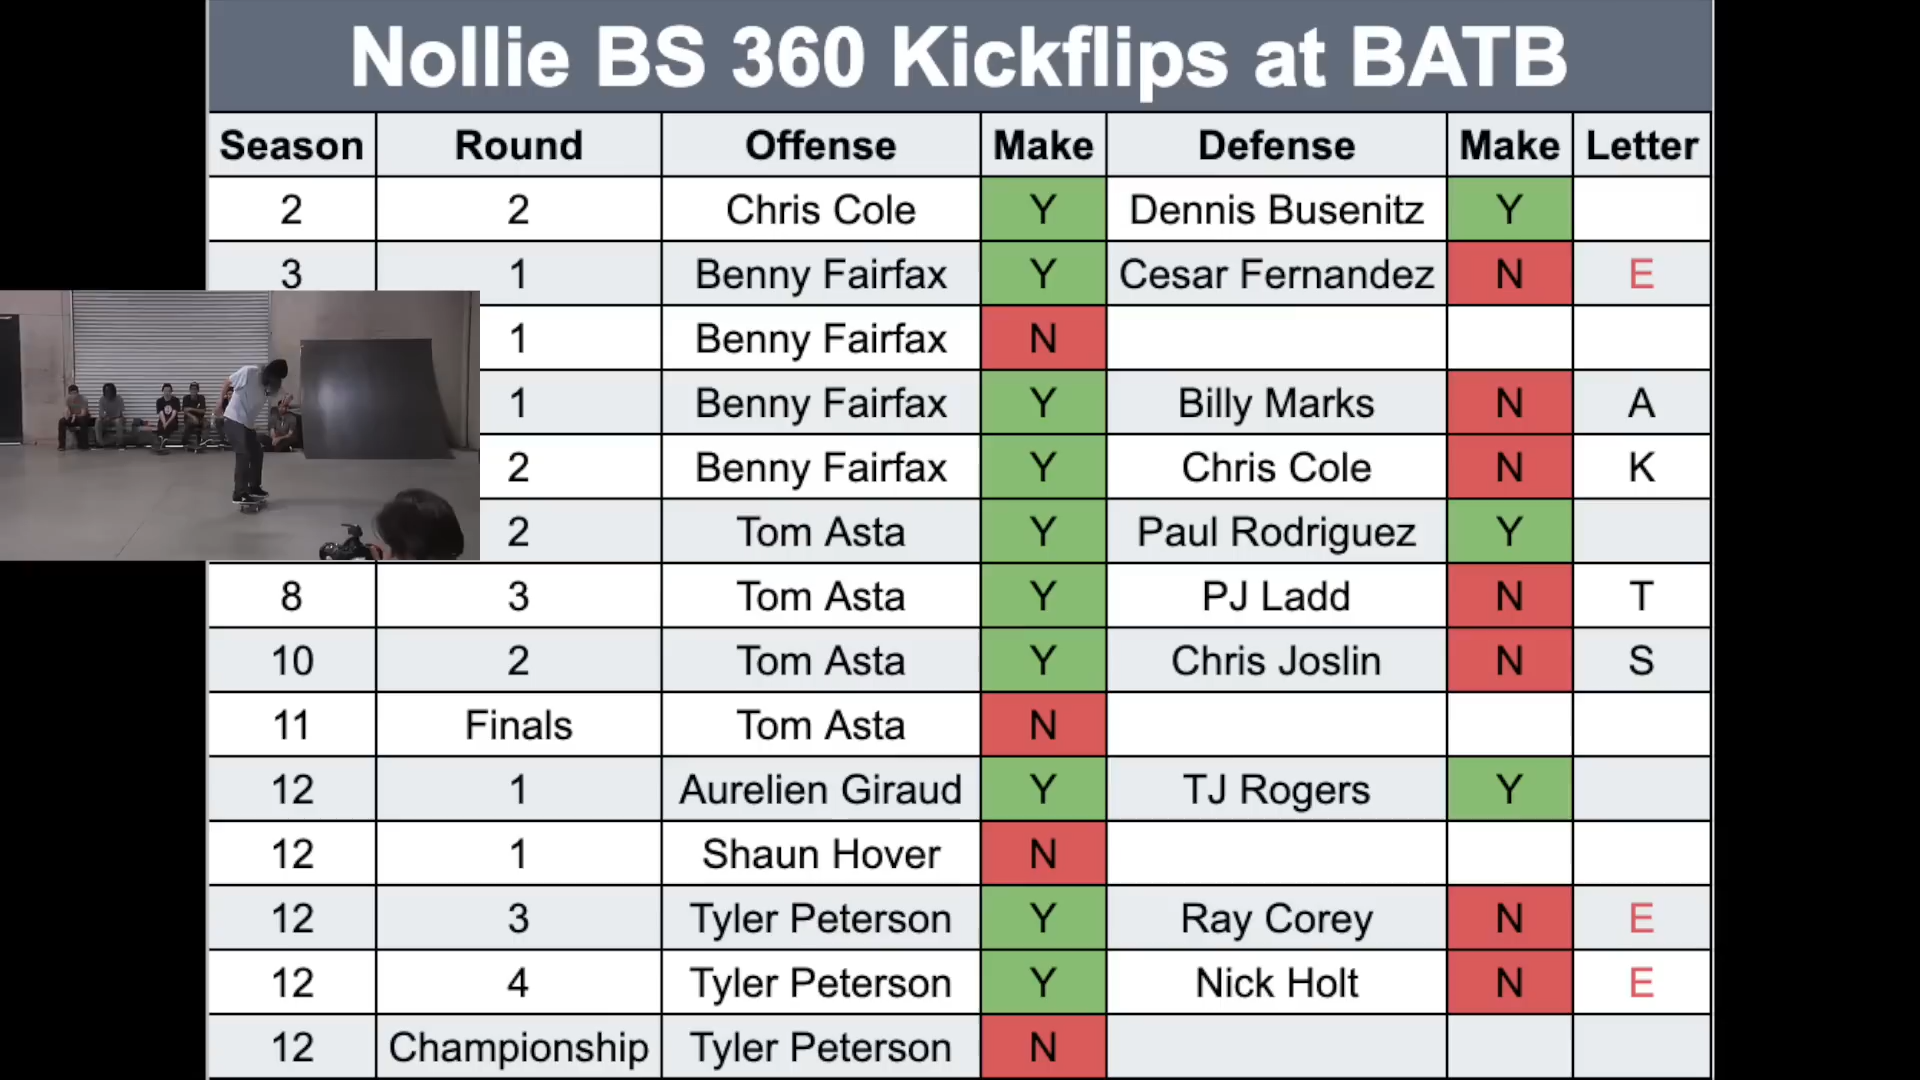 Nollie BS 360 Kickflips at BATB
Season Round Offense Make Defense Make Letter
2 2 Chris Cole Y Dennis Busenitz Y
3 1 Benny Fairfax Y Cesar Fernandez N E
1 Benny Fairfax N
1 Benny Fairfax Y Billy Marks N A
2 Benny Fairfax Y Chris Cole N K
2 Tom Asta Y Paul Rodriguez Y
8 3 Tom Asta Y PJ Ladd N T
10 2 Tom Asta Y Chris Joslin N S
11 Finals Tom Asta N
12 1 Aurelien Giraud Y TJ Rogers Y
12 1 Shaun Hover N
12 3 Tyler Peterson Y Ray Corey N E
12 4 Tyler Peterson Y Nick Holt N E
12 Championship Tyler Peterson N